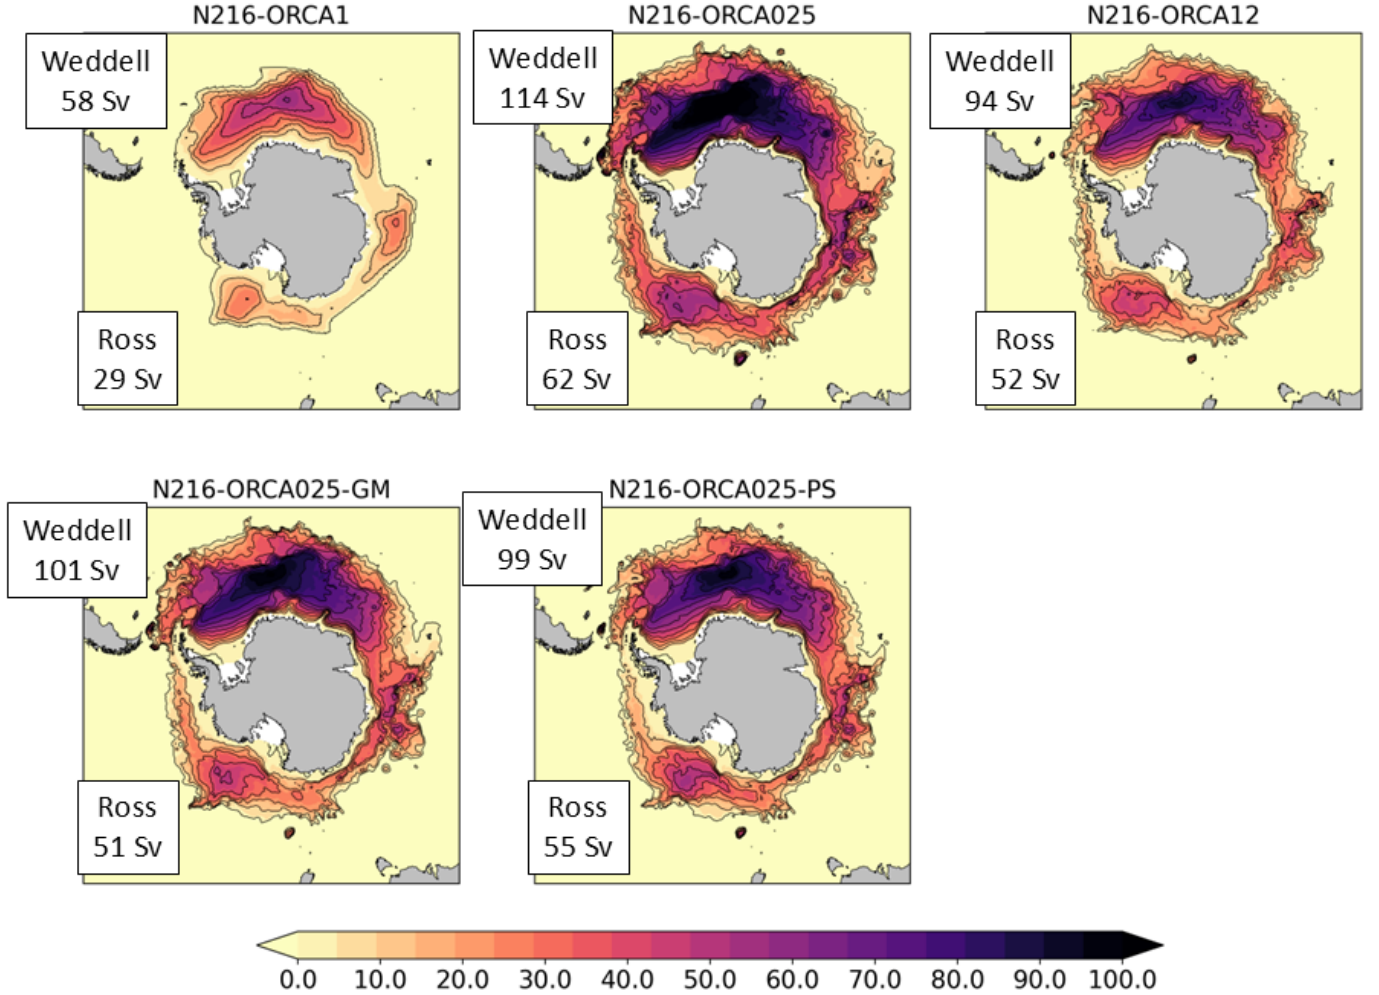 N216-ORCA1
N216-ORCA025
N216-ORCA12
Weddell
58 Sv
Weddell
114 Sv
Weddell
94 Sv
Ross
29 Sv
Ross
62 Sv
Ross
52 Sv
N216-ORCA025-GM
N216-ORCA025-PS
Weddell
101 Sv
Weddell
99 Sv
Ross
51 Sv
Ross
55 Sv
0.0 10.0 20.0 30.0 40.0 50.0 60.0 70.0 80.0 90.0 100.0